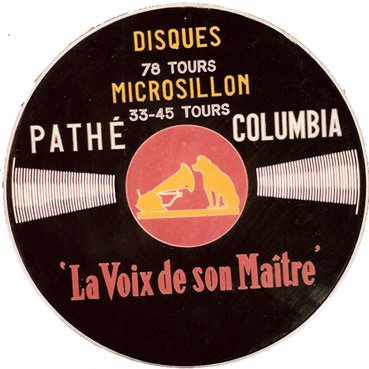 DISQUES
78 TOURS
MICROSILLON
33-45 TOURS
PATHÉ COLUMBIA
'La Voix de son Maître'